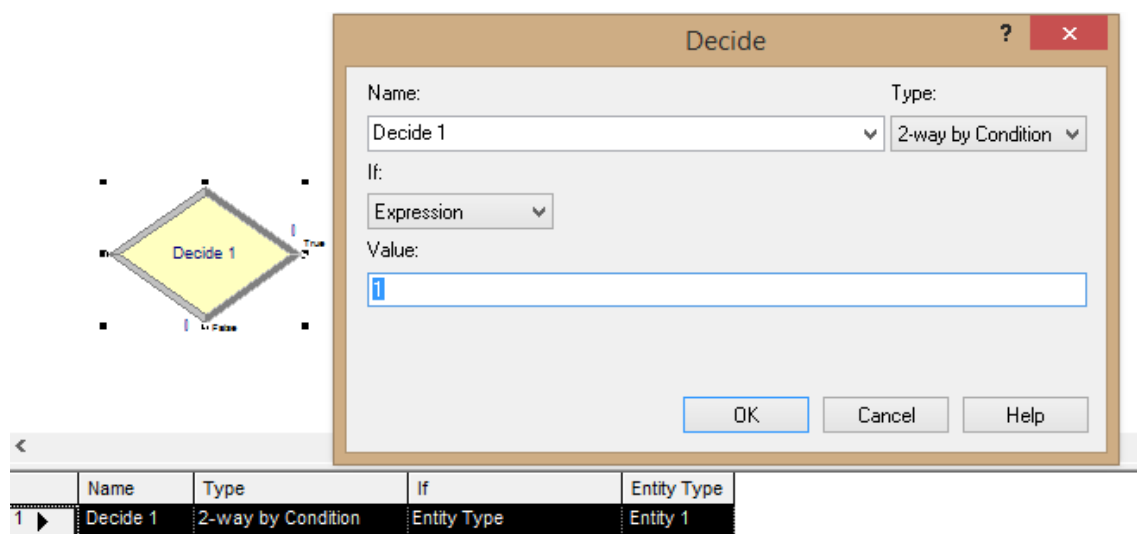 Decide
?
×
Name:
Type:
Decide 1
2-way by Condition
If:
Expression
Value:
1
Decide 1
True
False
OK
Cancel
Help
<
Name Type If Entity Type
1 Decide 1 2-way by Condition Entity Type Entity 1